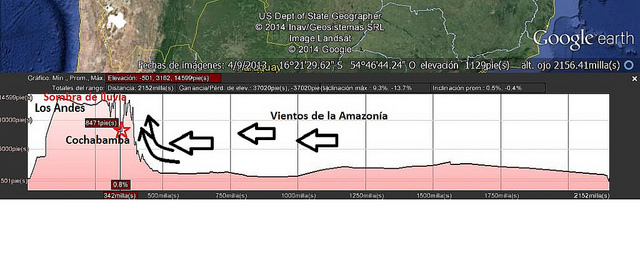 US Dept of State Geographer
© 2014 Inav/Geosistemas SRL
Image Landsat
© 2014 Google
Google earth
Fechas de imágenes: 4/9/2013 16°21'29.62" S 54°46'44.24" O elevación 1129pie(s) alt. ojo 2156.41milla(s)
Gráfico: Mín., Prom., Máx. Elevación: -501, 3162, 14599pie(s)
Totales del rango: Distancia: 2152milla(s) Ganancia/Pérd. de elev.: 37020pie(s), -37020pie(s) Inclinación máx.: 9.3%, -13.7% Inclinación prom.: 0.5%, -0.4%
14599pie(s)
Sombra de lluvia
Los Andes
10000pie(s)
8471pie(s)
Vientos de la Amazonía
Cochabamba
501pie(s)
0.8%
342milla(s) 500milla(s) 750milla(s) 1000milla(s) 1250milla(s) 1500milla(s) 1750milla(s) 2152milla(s)